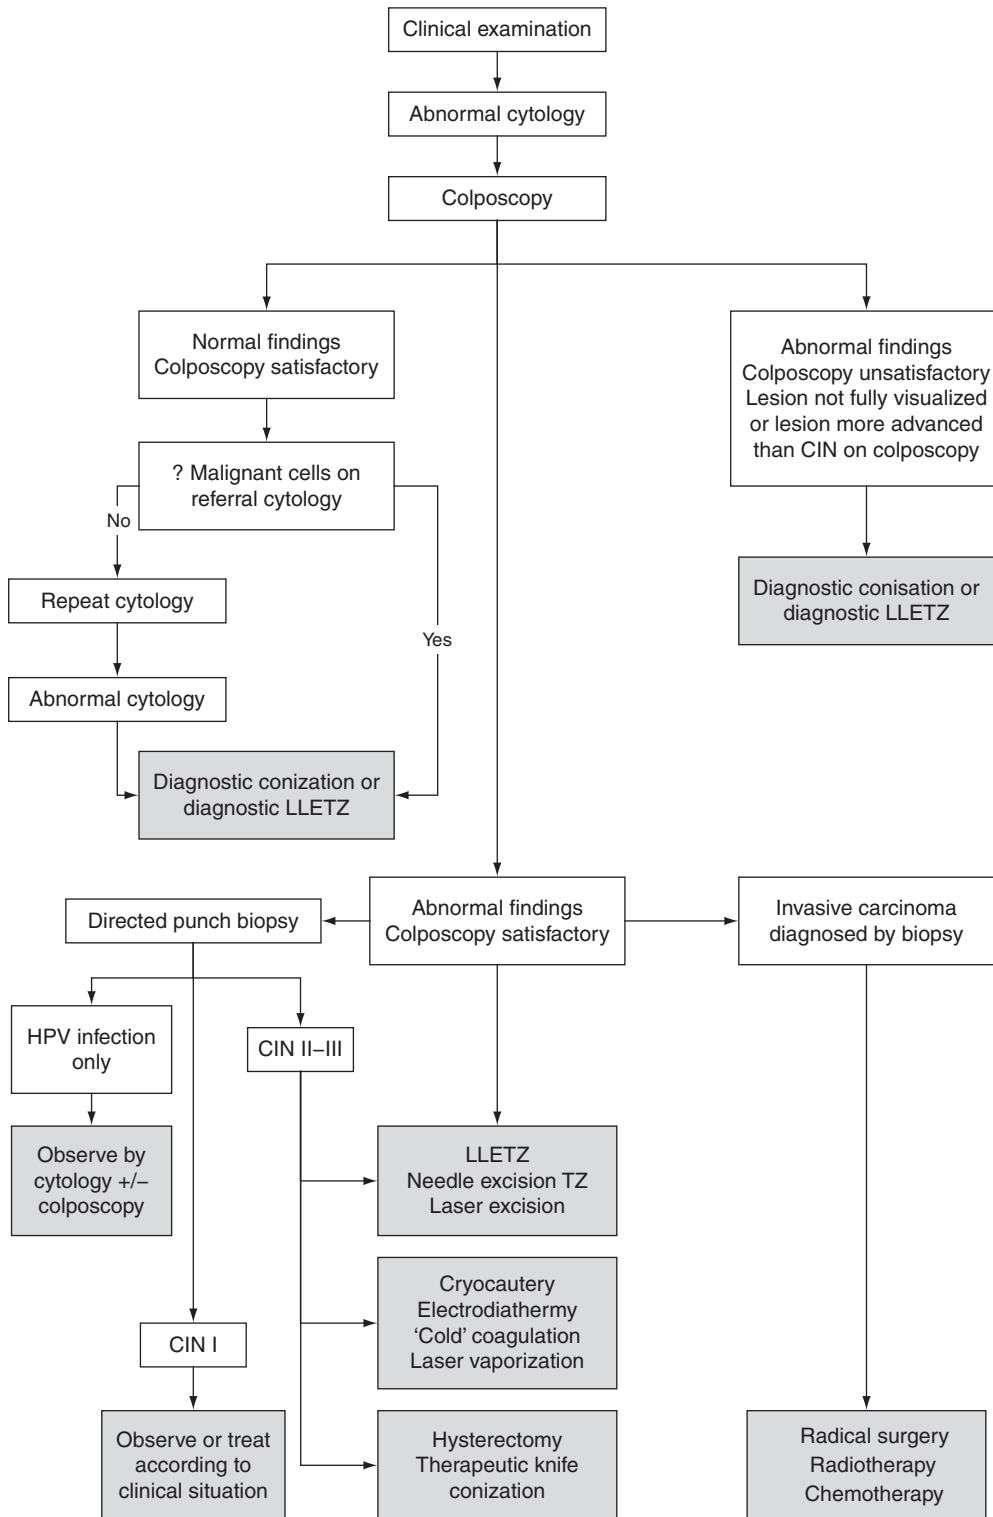 Clinical examination
Abnormal cytology
Colposcopy
Normal findings
Colposcopy satisfactory
Abnormal findings
Colposcopy unsatisfactory
Lesion not fully visualized
or lesion more advanced
than CIN on colposcopy
? Malignant cells on
referral cytology
No
Yes
Repeat cytology
Diagnostic conisation or
diagnostic LLETZ
Abnormal cytology
Diagnostic conization or
diagnostic LLETZ
Directed punch biopsy
Abnormal findings
Colposcopy satisfactory
Invasive carcinoma
diagnosed by biopsy
HPV infection
only
CIN II–III
Observe by
cytology +/–
colposcopy
LLETZ
Needle excision TZ
Laser excision
Cryocautery
Electrodiathermy
‘Cold’ coagulation
Laser vaporization
CIN I
Observe or treat
according to
clinical situation
Hysterectomy
Therapeutic knife
conization
Radical surgery
Radiotherapy
Chemotherapy